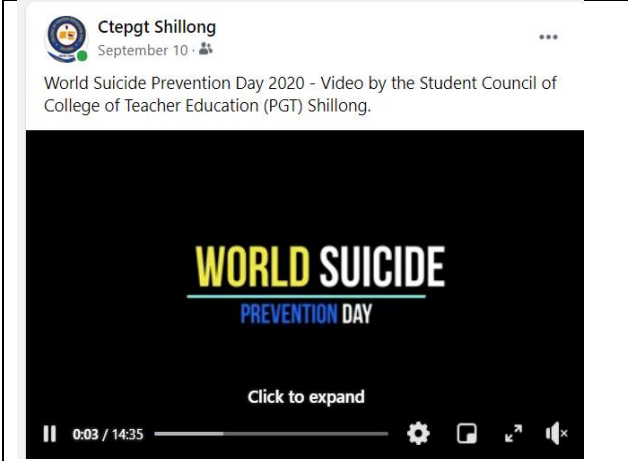 Ctepgt Shillong
September 10 ·
World Suicide Prevention Day 2020 - Video by the Student Council of
College of Teacher Education (PGT) Shillong.
WORLD SUICIDE
PREVENTION DAY
Click to expand
0:03 / 14:35